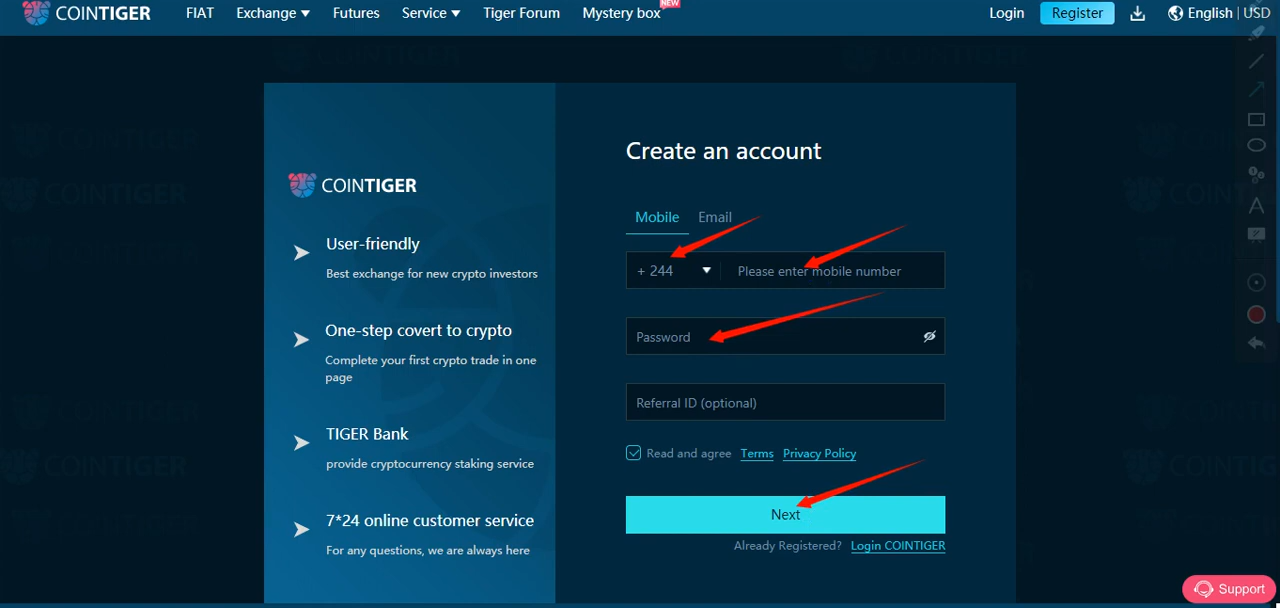 COINTIGER
FIAT Exchange Futures Service Tiger Forum Mystery box NEW Login Register English | USD
Create an account
COINTIGER
Mobile Email
User-friendly
Best exchange for new crypto investors
+ 244 Please enter mobile number
One-step covert to crypto
Complete your first crypto trade in one
page
Password
Referral ID (optional)
TIGER Bank
provide cryptocurrency staking service
Read and agree Terms Privacy Policy
7*24 online customer service
For any questions, we are always here
Next
Already Registered? Login COINTIGER
Support